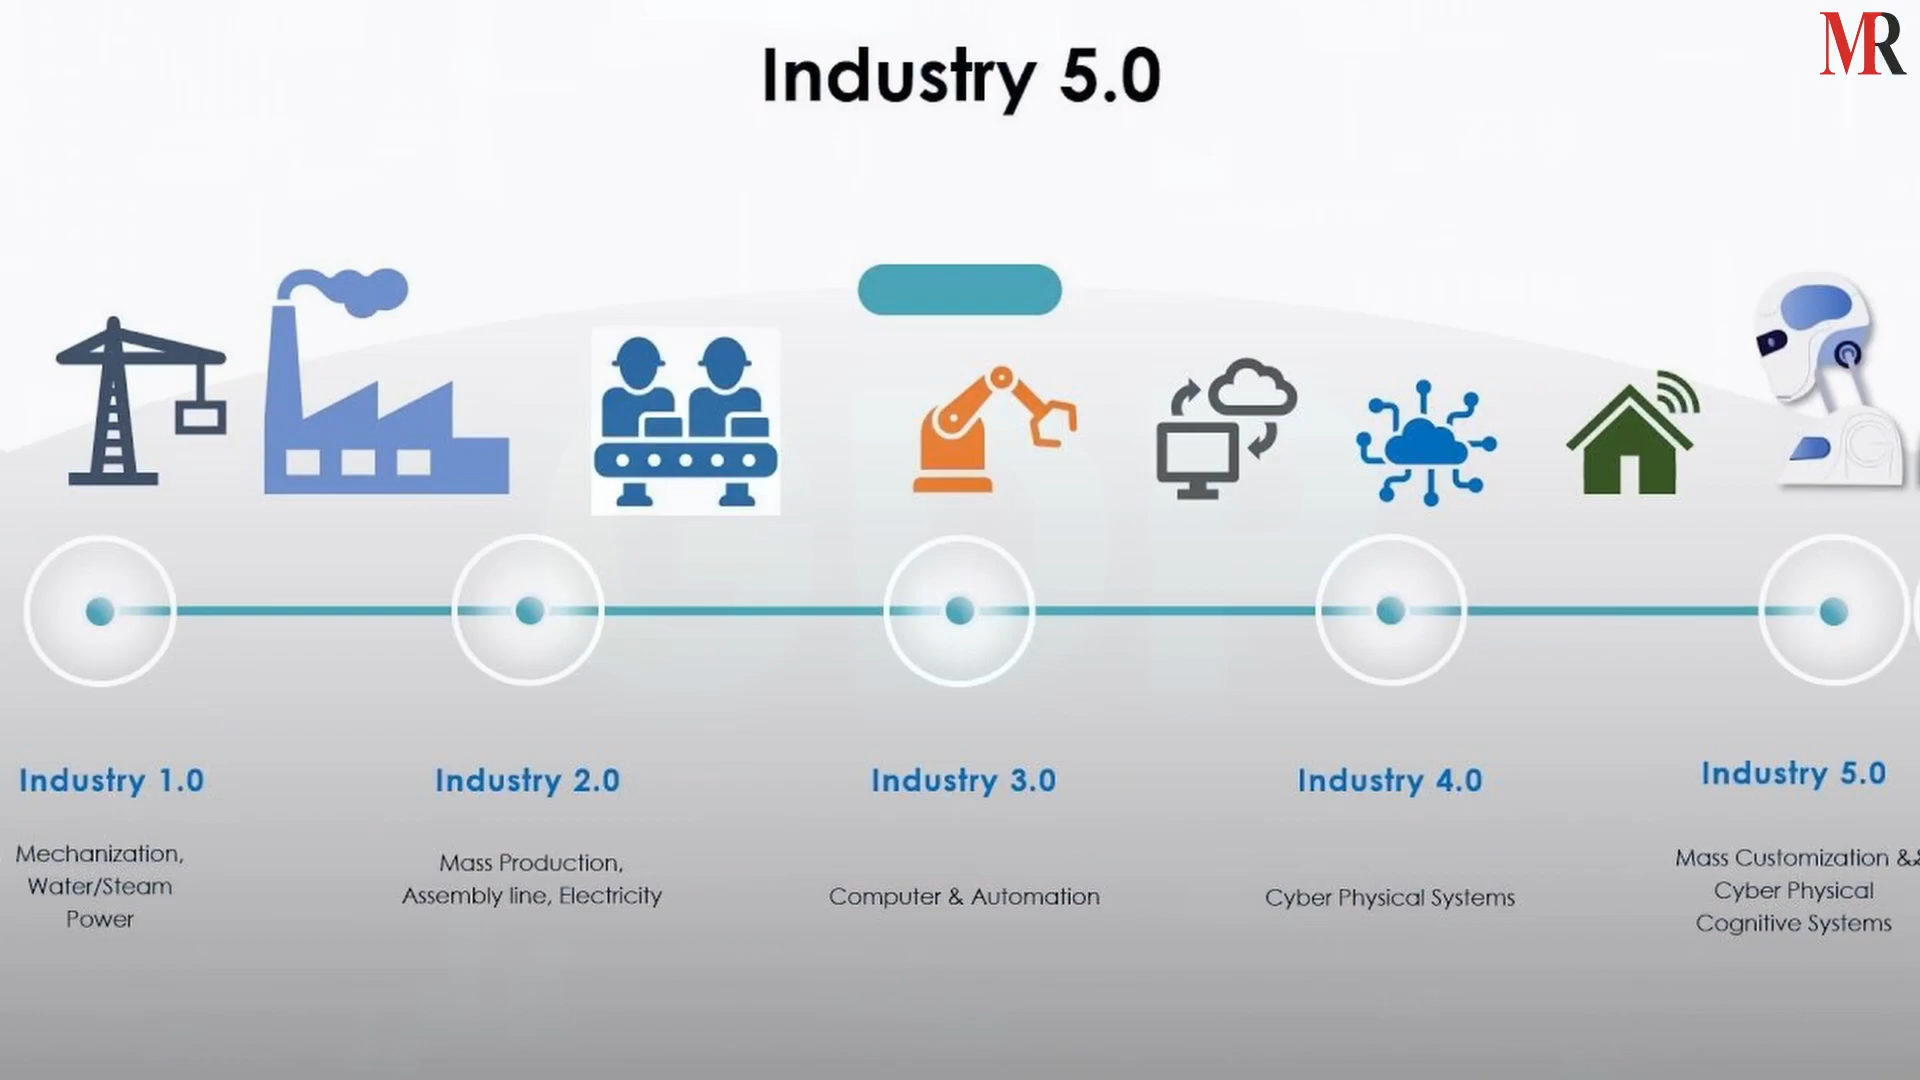 MR
Industry 5.0
Industry 1.0
Mechanization,
Water/Steam
Power
Industry 2.0
Mass Production,
Assembly line, Electricity
Industry 3.0
Computer & Automation
Industry 4.0
Cyber Physical Systems
Industry 5.0
Mass Customization &
Cyber Physical
Cognitive Systems